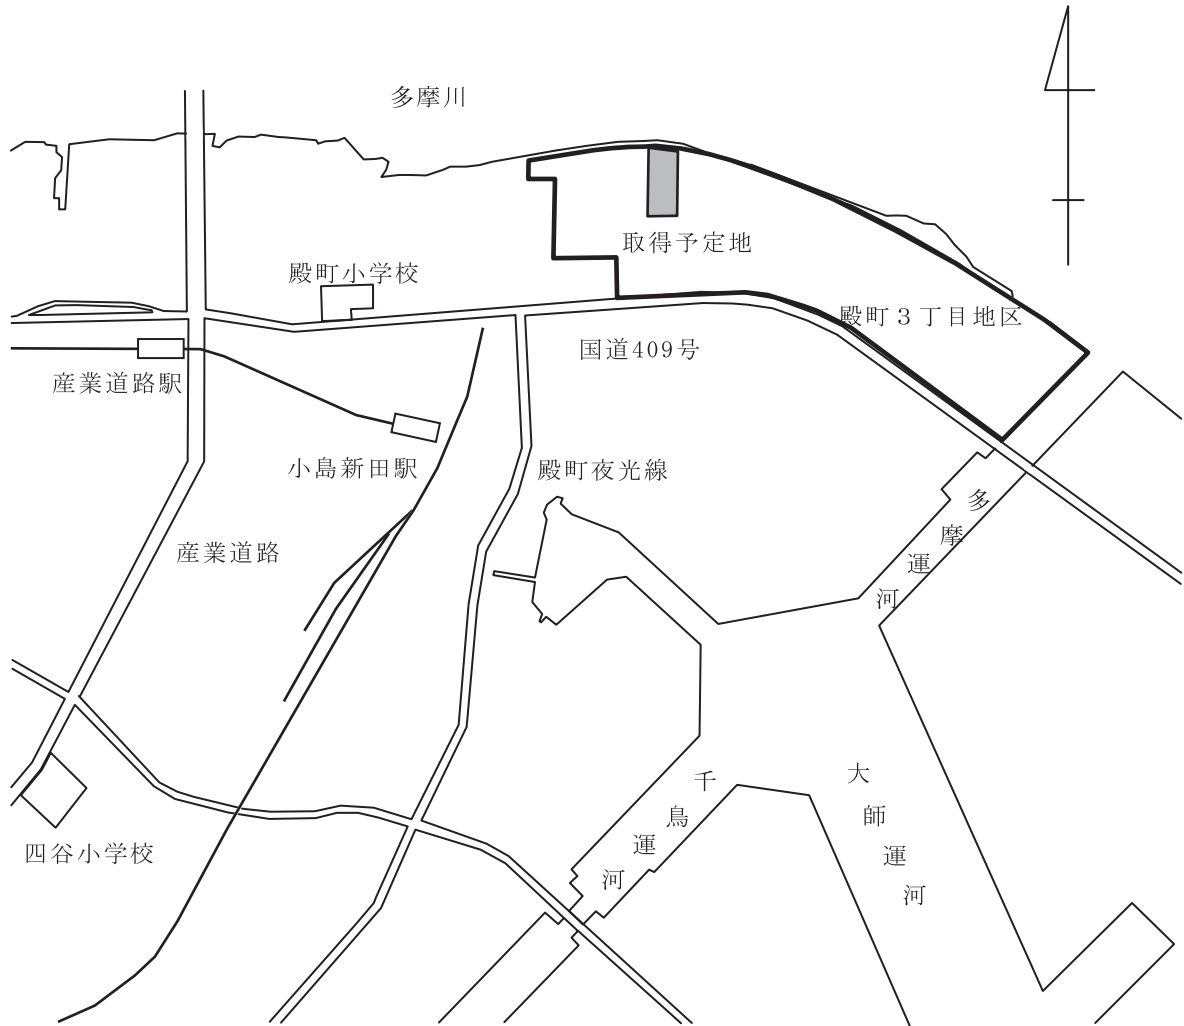 多摩川
取得予定地
殿町小学校
殿町３丁目地区
国道409号
産業道路駅
小島新田駅
殿町夜光線
多摩運河
産業道路
千鳥運河
大師運河
四谷小学校